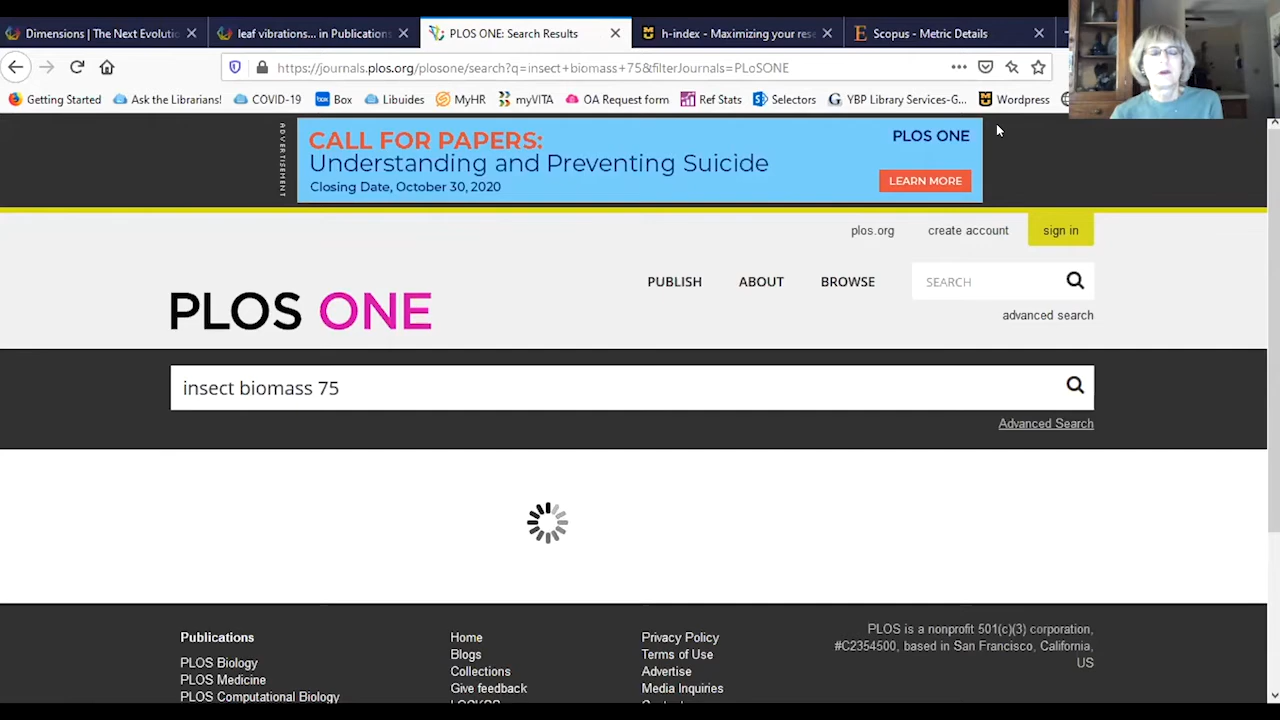 Dimensions | The Next Evolutio
leaf vibrations... in Publications
PLOS ONE: Search Results
h-index - Maximizing your rese
Scopus - Metric Details
https://journals.plos.org/plosone/search?q=insect+biomass+75&filterJournals=PLoSONE
Getting Started
Ask the Librarians!
COVID-19
box
Box
Libuides
MyHR
myVITA
OA Request form
Ref Stats
Selectors
YBP Library Services-G...
Wordpress
ADVERTISEMENT
CALL FOR PAPERS:
PLOS ONE
Understanding and Preventing Suicide
Closing Date, October 30, 2020
LEARN MORE
plos.org
create account
sign in
PUBLISH
ABOUT
BROWSE
SEARCH
advanced search
PLOS ONE
insect biomass 75
Advanced Search
Publications
PLOS Biology
PLOS Medicine
PLOS Computational Biology
Home
Blogs
Collections
Give feedback
LOCKSS
Privacy Policy
Terms of Use
Advertise
Media Inquiries
PLOS is a nonprofit 501(c)(3) corporation,
#C2354500, based in San Francisco, California,
US